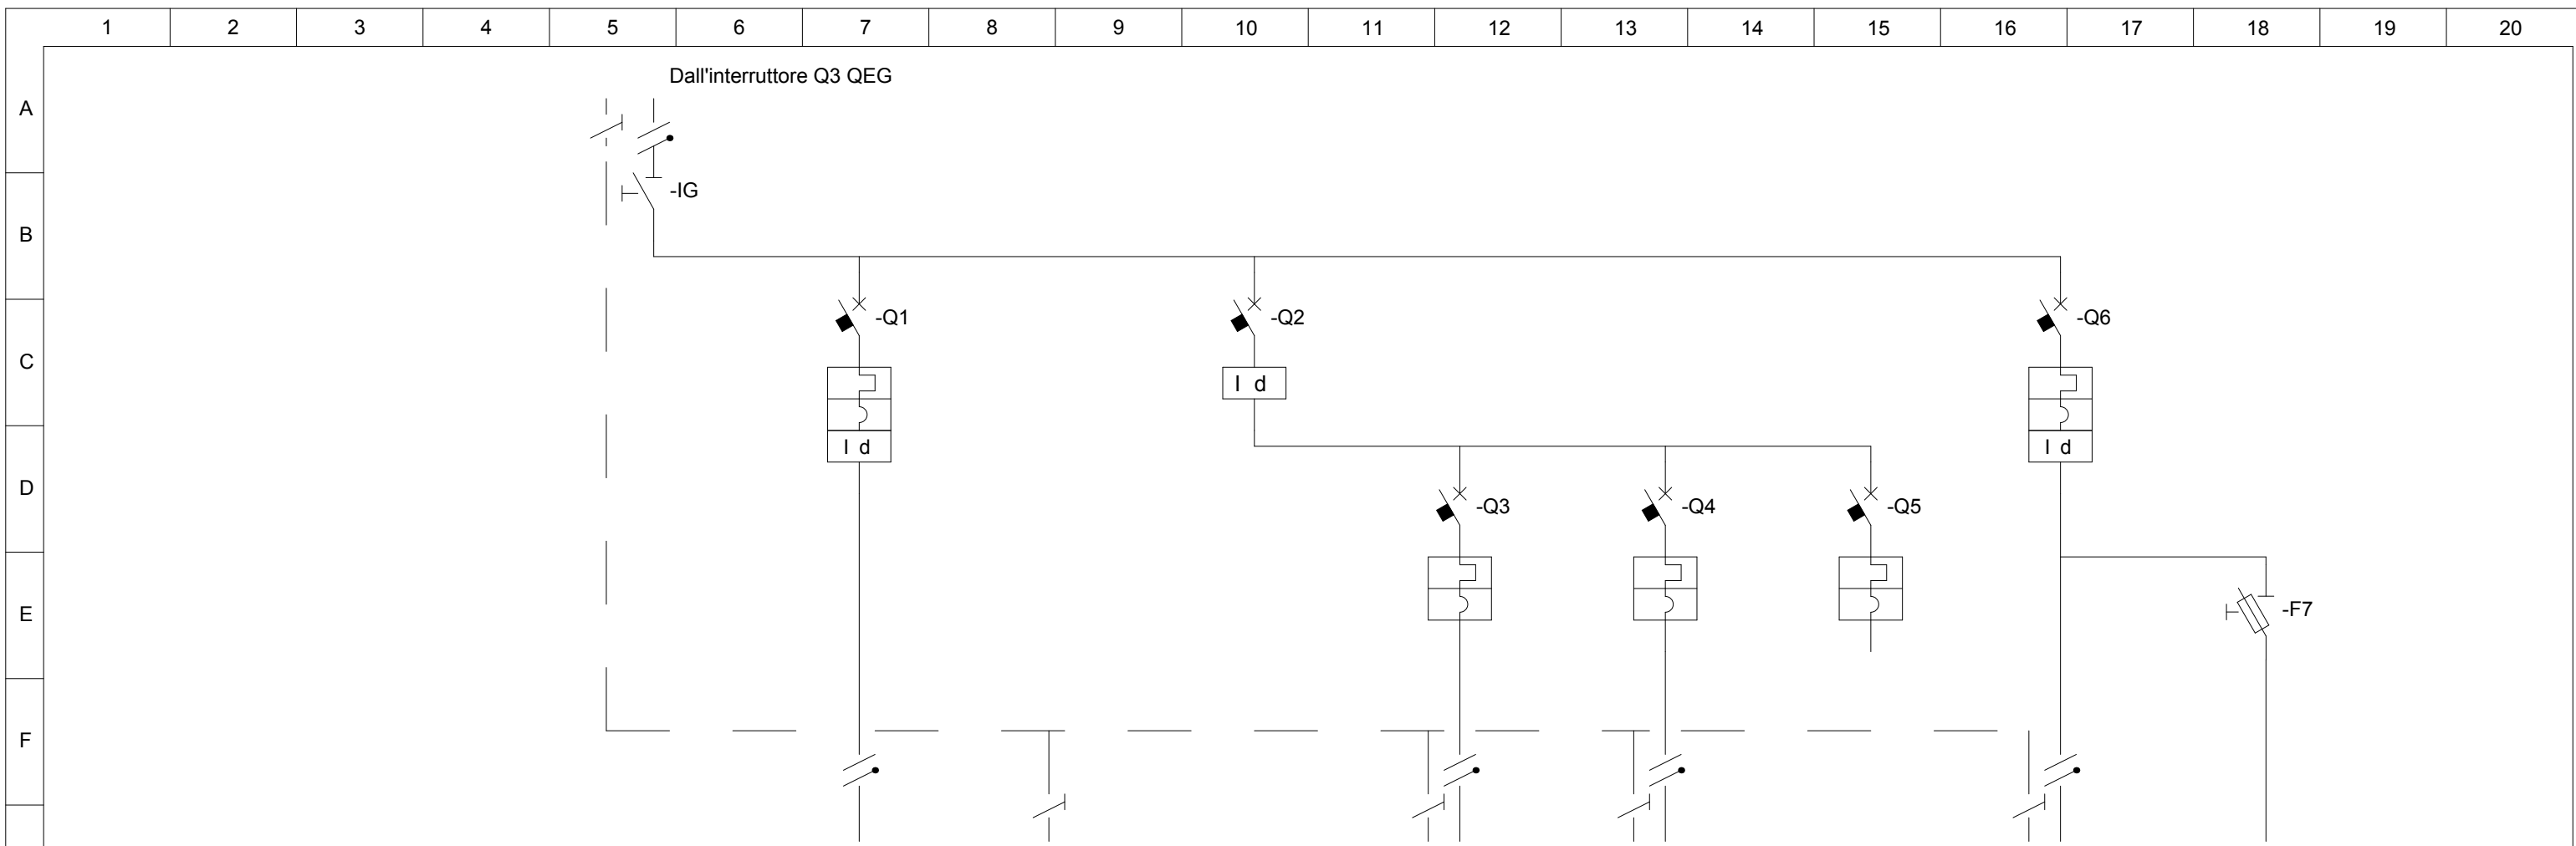 1 2 3 4 5 6 7 8 9 10 11 12 13 14 15 16 17 18 19 20
Dall'interruttore Q3 QEG
A
-IG
B
-Q1 -Q2 -Q6
C
I d
I d I d
D
-Q3 -Q4 -Q5
E
-F7
F